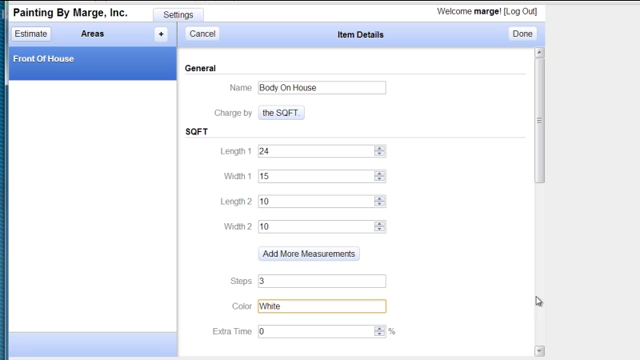 Painting By Marge, Inc. Settings Welcome marge! [Log Out]
Estimate Areas + Cancel Item Details Done
Front Of House
General
Name Body On House
Charge by the SQFT.
SQFT
Length 1 24
Width 1 15
Length 2 10
Width 2 10
Add More Measurements
Steps 3
Color White
Extra Time 0 %